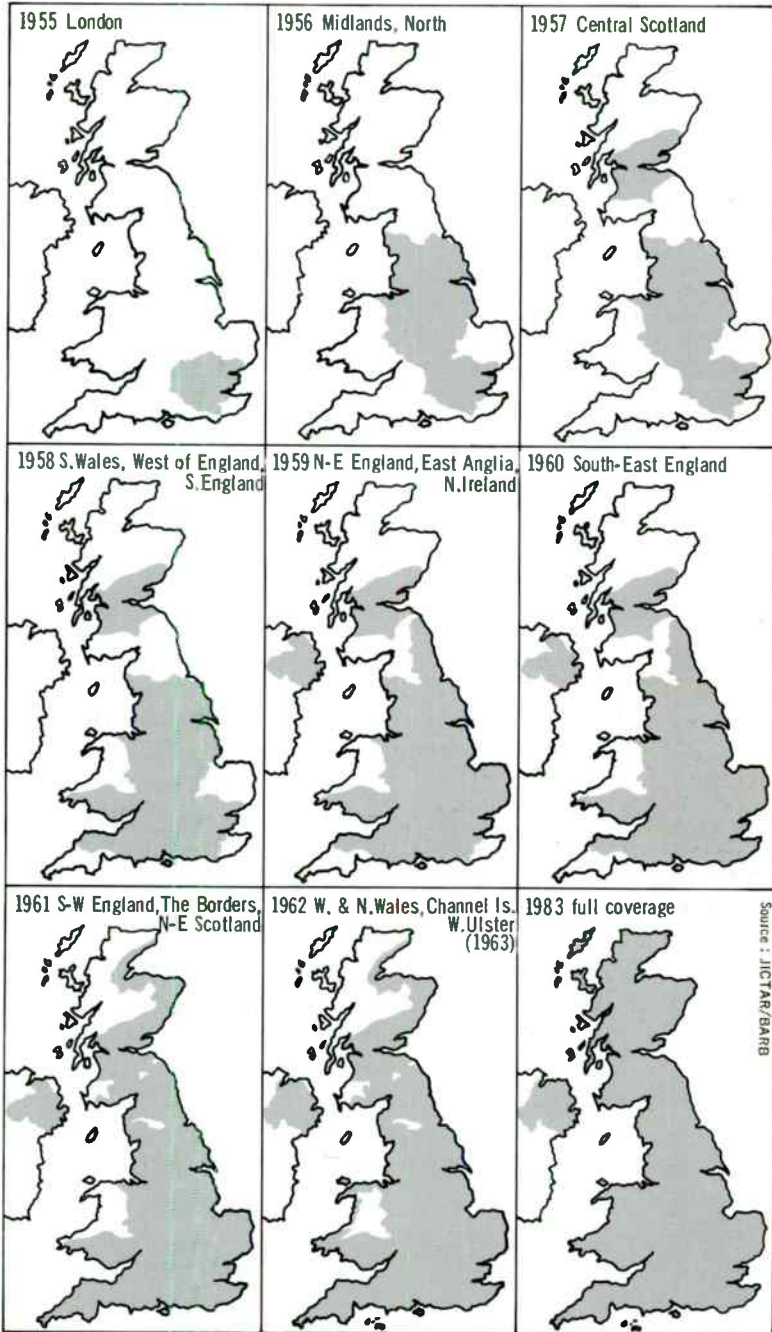 1955 London
1956 Midlands, North
1957 Central Scotland
1958 S.Wales, West of England,
S.England
1959 N-E England, East Anglia,
N.Ireland
1960 South-East England
1961 S-W England, The Borders,
N-E Scotland
1962 W. & N.Wales, Channel Is.
W.Ulster
(1963)
1983 full coverage
Source : JICTAR/BARB